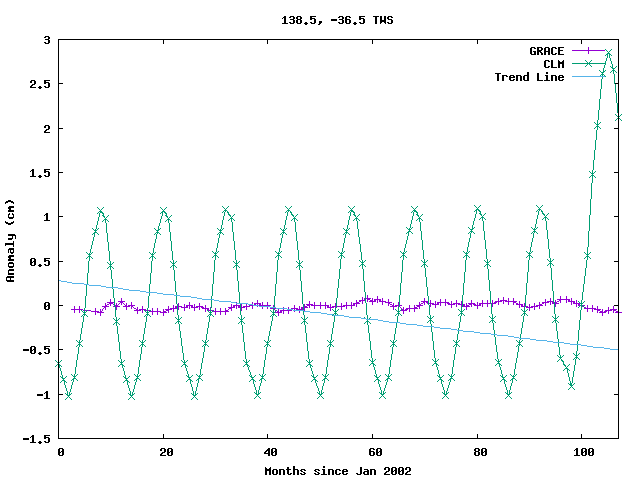 138.5, -36.5 TWS
GRACE
CLM
Trend Line
3
2.5
2
1.5
1
0.5
0
-0.5
-1
-1.5
Anomaly (cm)
0 20 40 60 80 100
Months since Jan 2002